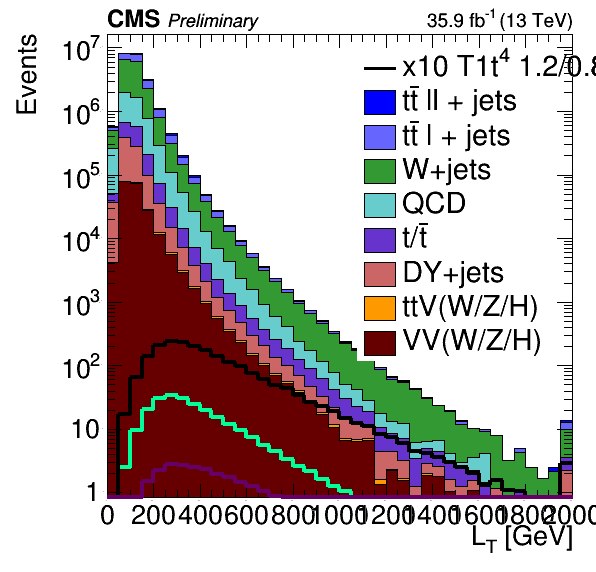 CMS Preliminary 35.9 fb⁻¹ (13 TeV)
Events
10⁷
10⁶
10⁵
10⁴
10³
10²
10
1
x10 T1t⁴ 1.2/0.8
tt̄ ll + jets
tt̄ l + jets
W+jets
QCD
t/t̄
DY+jets
ttV(W/Z/H)
VV(W/Z/H)
0 200 400 600 800 1000 1200 1400 1600 1800 2000
L_T [GeV]